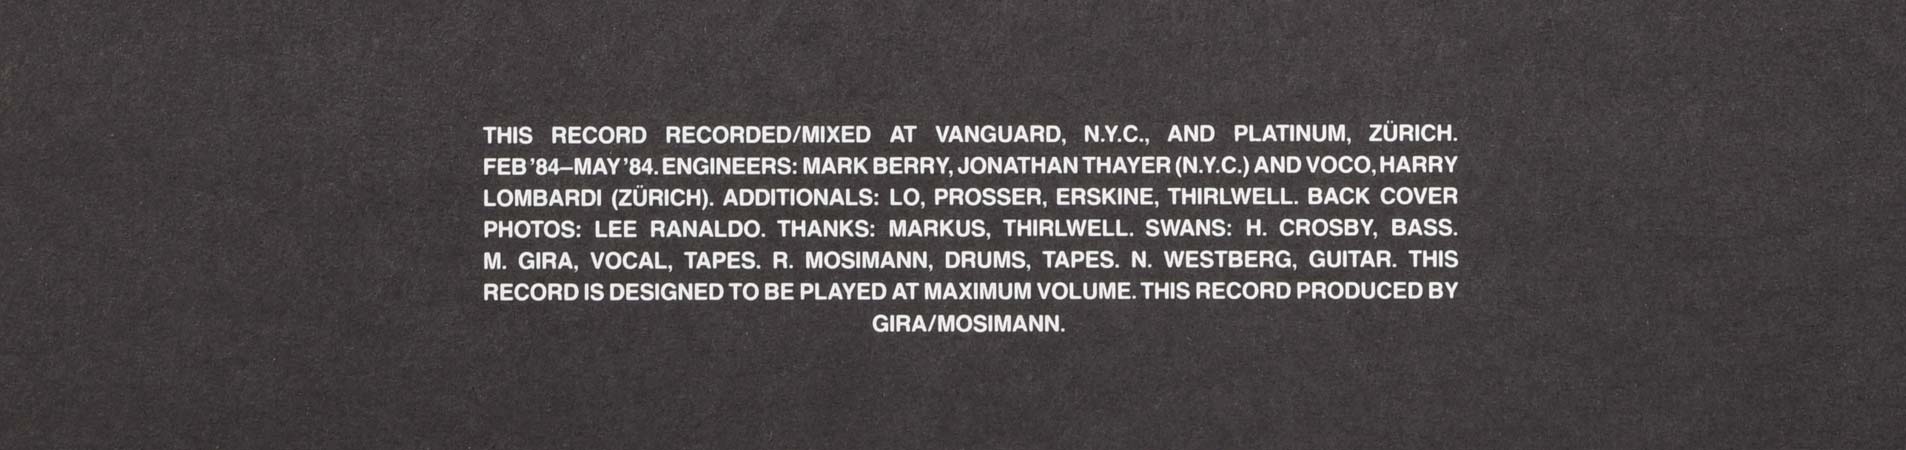 THIS RECORD RECORDED/MIXED AT VANGUARD, N.Y.C., AND PLATINUM, ZÜRICH.
FEB '84–MAY '84. ENGINEERS: MARK BERRY, JONATHAN THAYER (N.Y.C.) AND VOCO, HARRY
LOMBARDI (ZÜRICH). ADDITIONALS: LO, PROSSER, ERSKINE, THIRLWELL. BACK COVER
PHOTOS: LEE RANALDO. THANKS: MARKUS, THIRLWELL. SWANS: H. CROSBY, BASS.
M. GIRA, VOCAL, TAPES. R. MOSIMANN, DRUMS, TAPES. N. WESTBERG, GUITAR. THIS
RECORD IS DESIGNED TO BE PLAYED AT MAXIMUM VOLUME. THIS RECORD PRODUCED BY
GIRA/MOSIMANN.